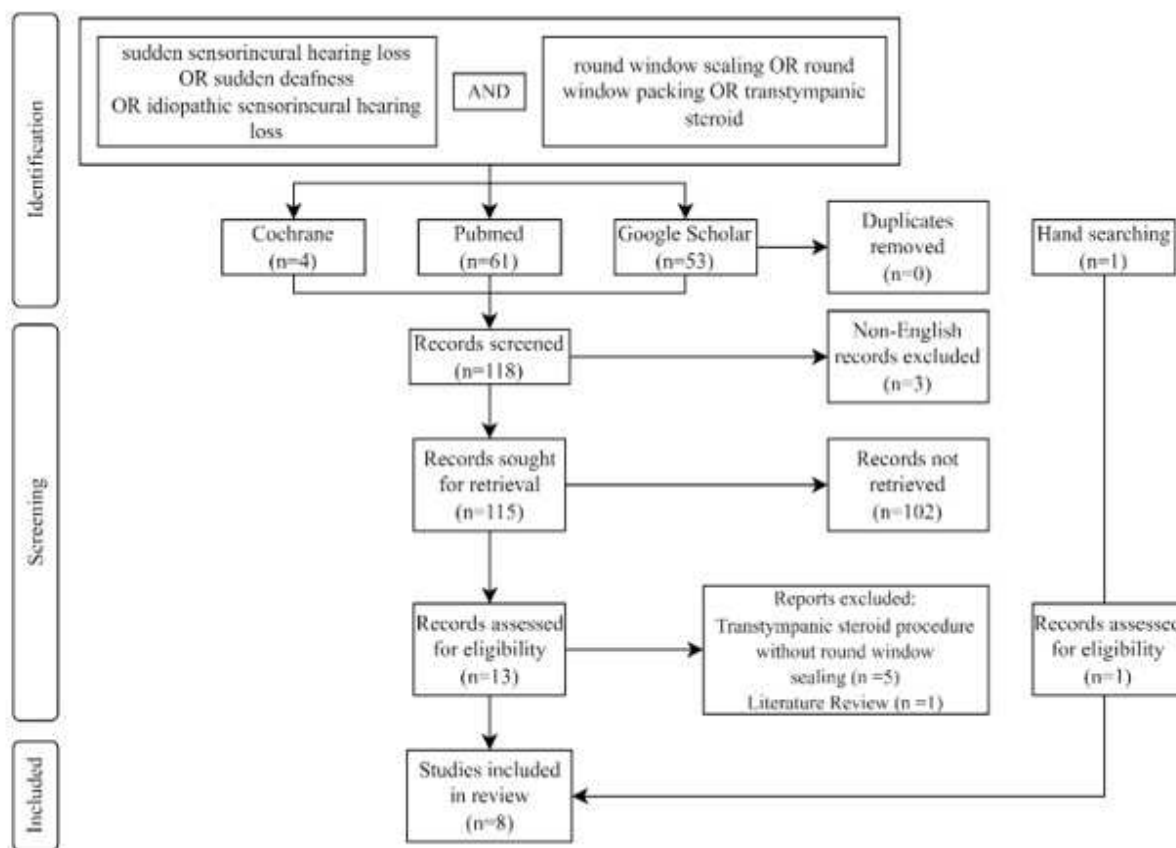 Identification
sudden sensorineural hearing loss
OR sudden deafness
OR idiopathic sensorineural hearing
loss
AND
round window sealing OR round
window packing OR transtympanic
steroid
Cochrane
(n=4)
Pubmed
(n=61)
Google Scholar
(n=53)
Duplicates
removed
(n=0)
Hand searching
(n=1)
Screening
Records screened
(n=118)
Non-English
records excluded
(n=3)
Records sought
for retrieval
(n=115)
Records not
retrieved
(n=102)
Records assessed
for eligibility
(n=13)
Reports excluded:
Transtympanic steroid procedure
without round window
sealing (n =5)
Literature Review (n =1)
Records assessed
for eligibility
(n=1)
Included
Studies included
in review
(n=8)